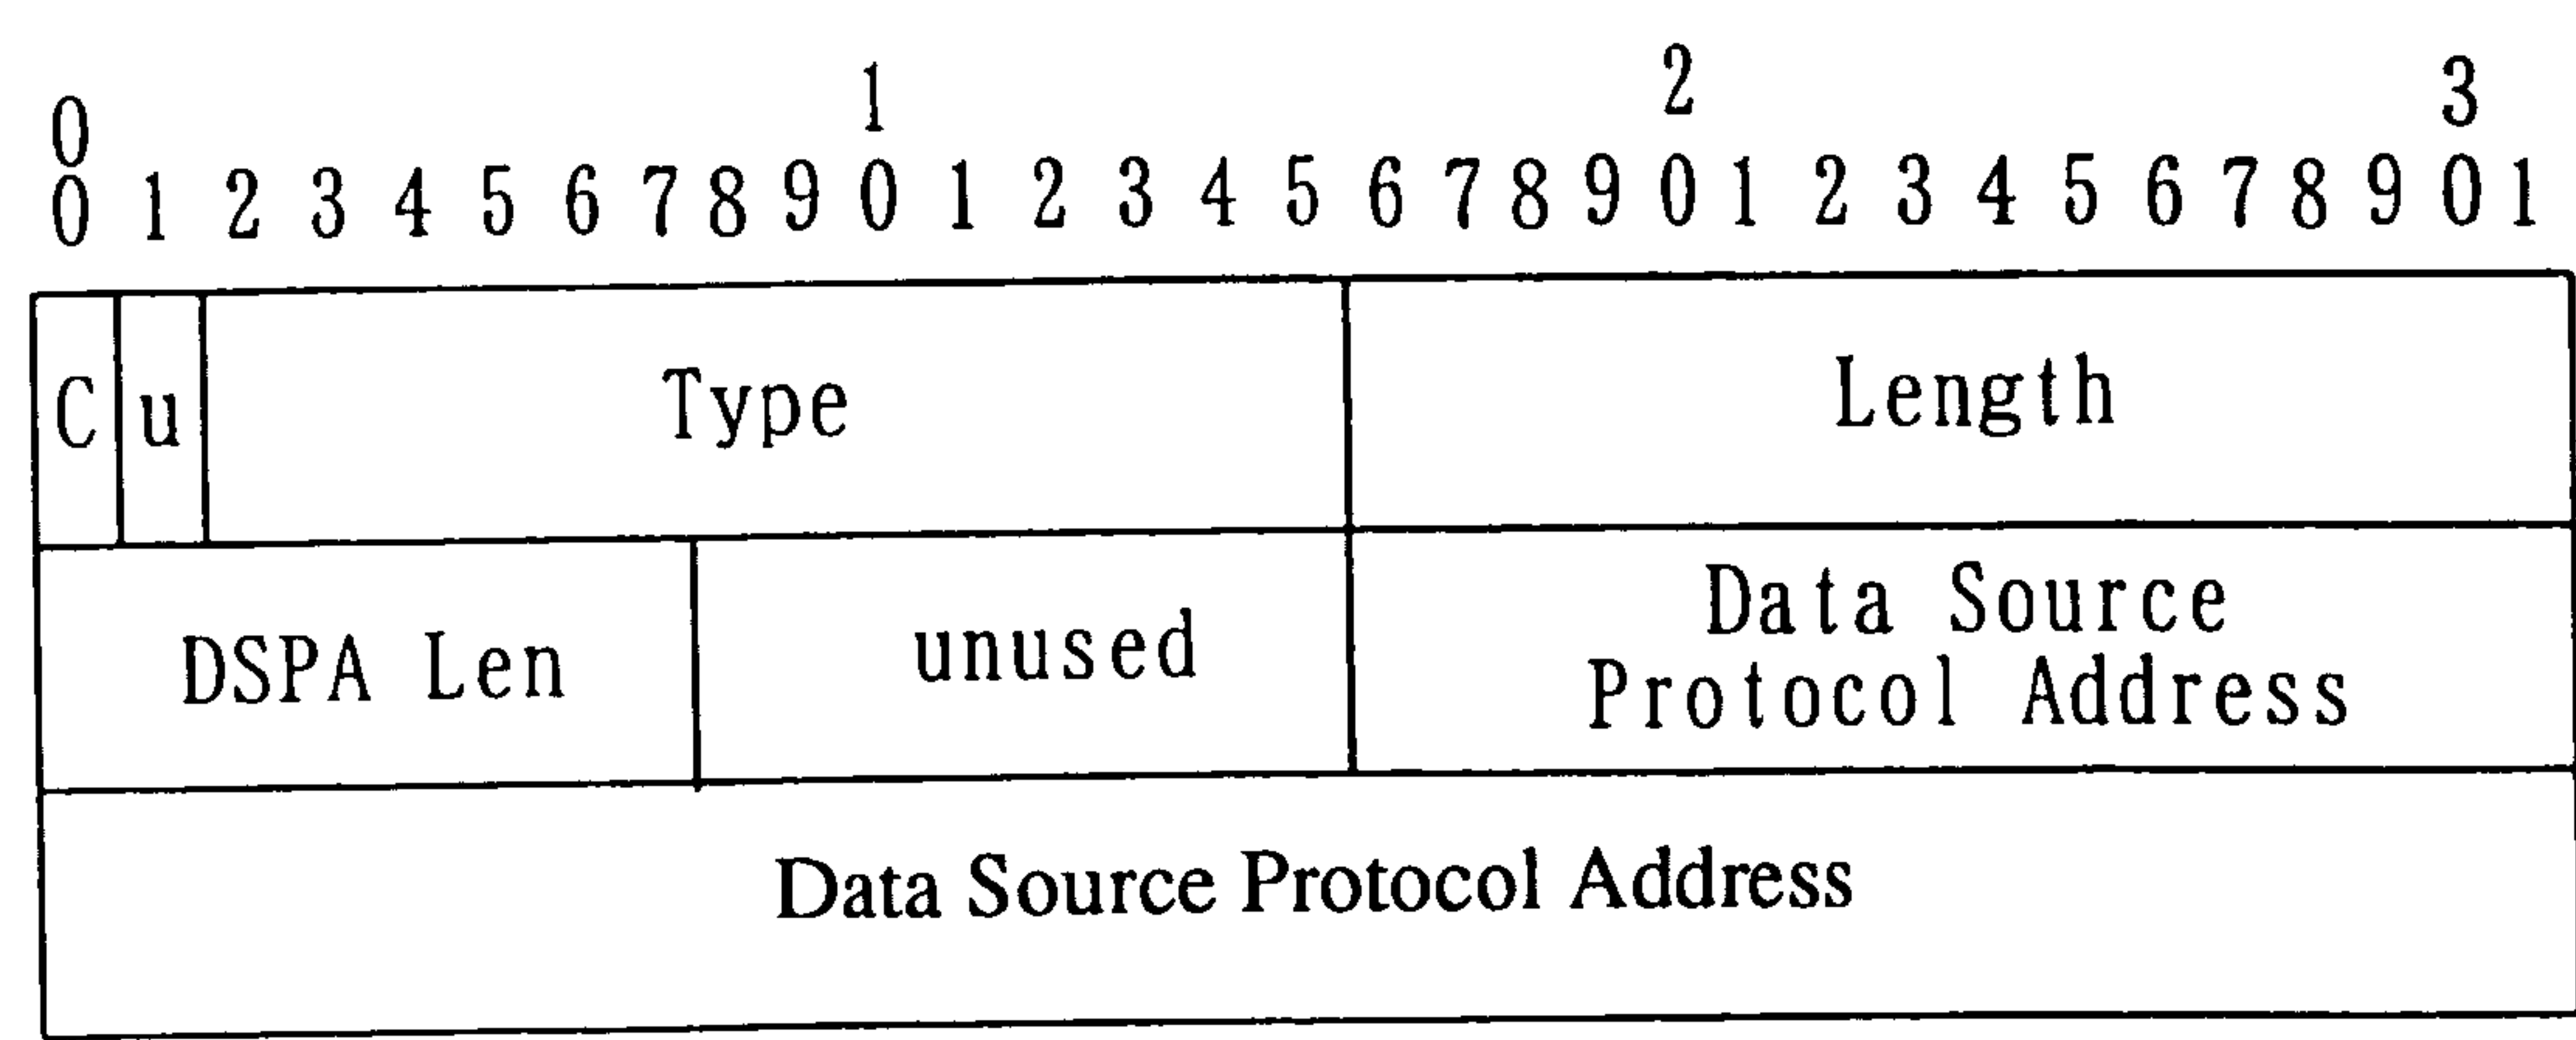 0 1 2 3
0 1 2 3 4 5 6 7 8 9 0 1 2 3 4 5 6 7 8 9 0 1 2 3 4 5 6 7 8 9 0 1
C u Type Length
DSPA Len unused Data Source
Protocol Address
Data Source Protocol Address